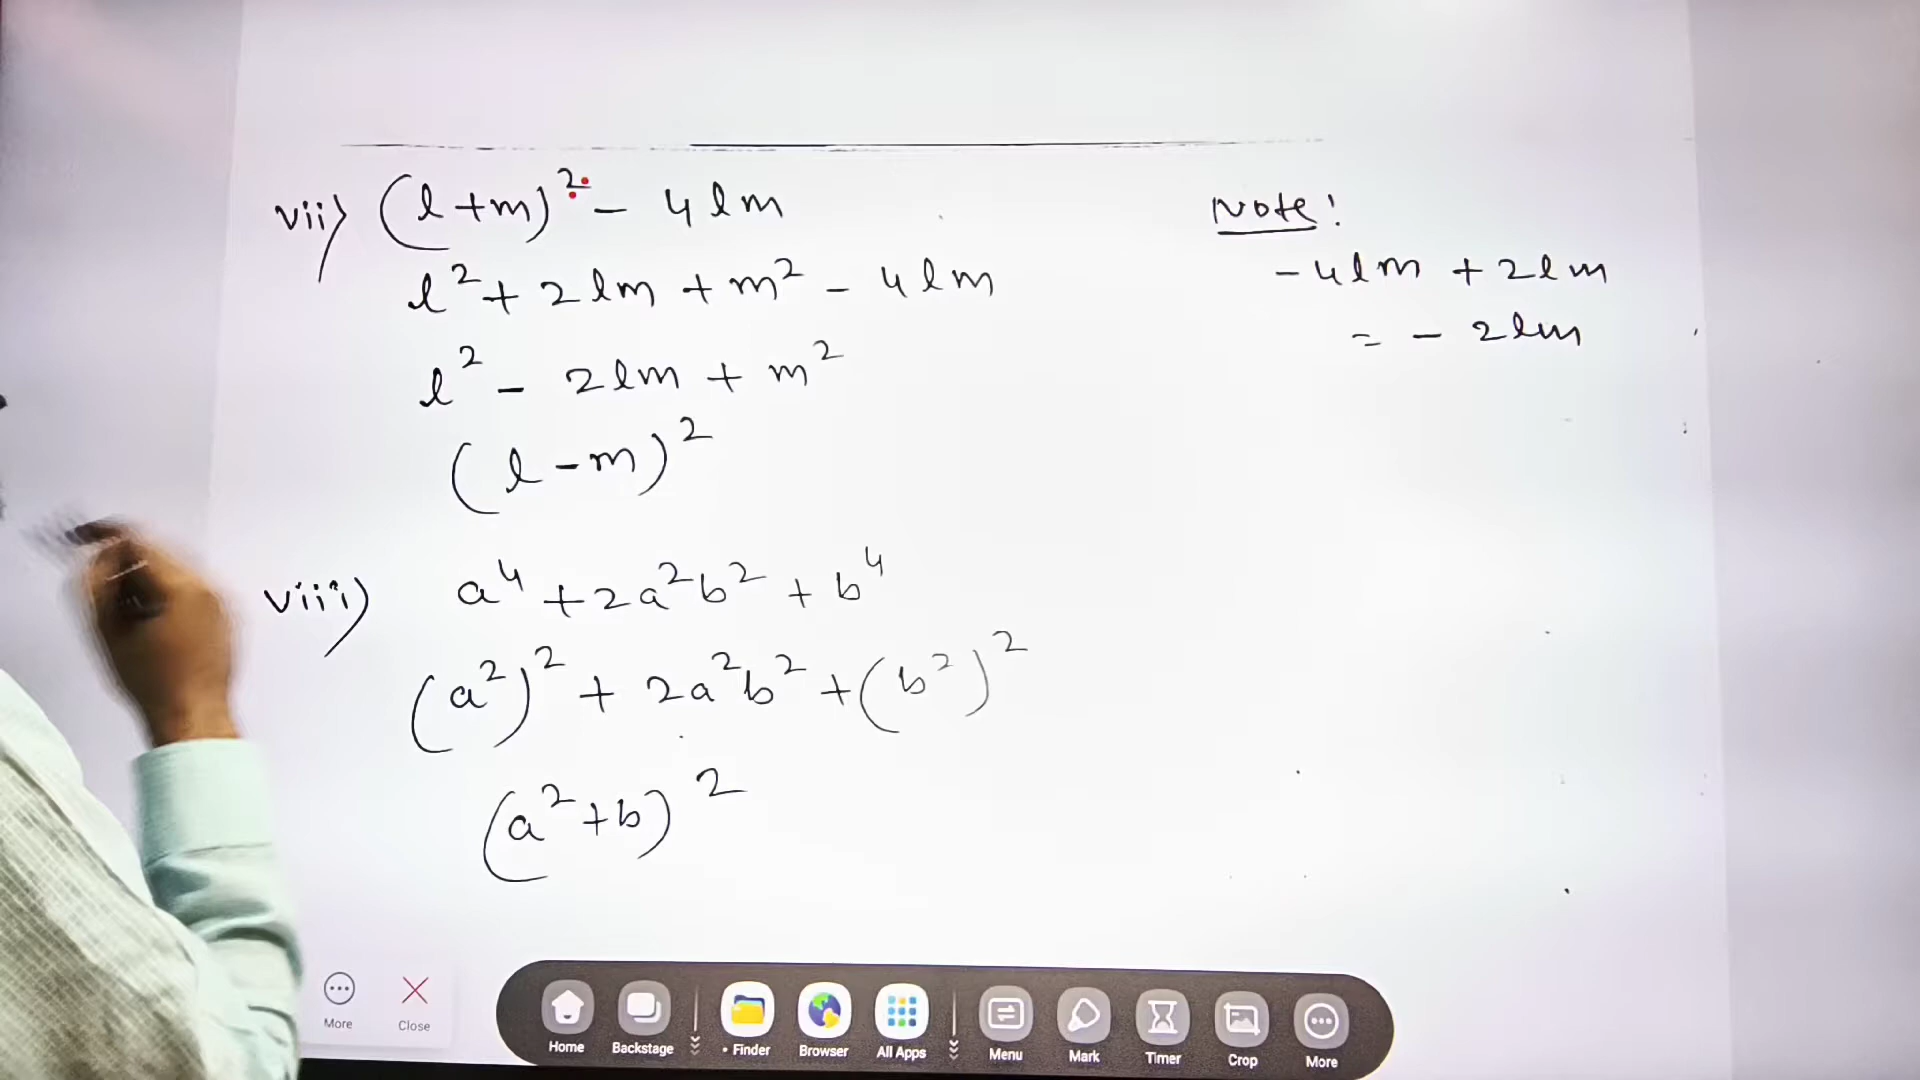 vii) (l+m)² - 4lm
l² + 2lm + m² - 4lm
l² - 2lm + m²
(l-m)²
viii) a⁴ + 2a²b² + b⁴
(a²)² + 2a²b² + (b²)²
(a²+b)²
Note!
-4lm + 2lm
= - 2lm
More
Close
Home
Backstage
Finder
Browser
All Apps
Menu
Mark
Timer
Crop
More